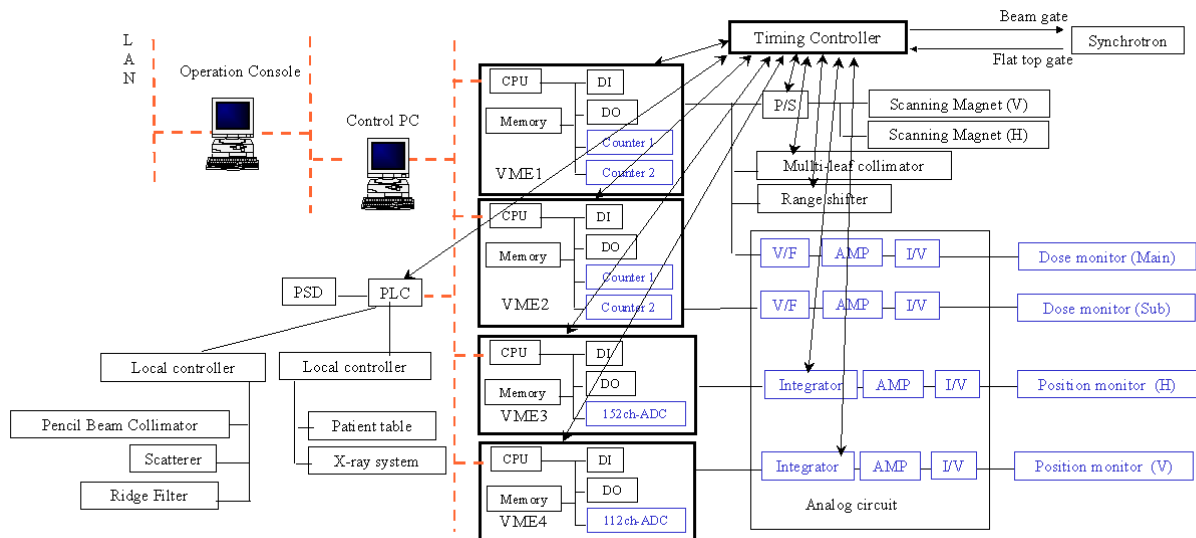 L
A
N
Operation Console
Control PC
Timing Controller
Beam gate
Flat top gate
Synchrotron
CPU
DI
DO
Memory
Counter 1
Counter 2
VME1
P/S
Scanning Magnet (V)
Scanning Magnet (H)
Mullti-leaf collimator
Range shifter
CPU
DI
DO
Memory
Counter 1
Counter 2
VME2
V/F
AMP
I/V
Dose monitor (Main)
V/F
AMP
I/V
Dose monitor (Sub)
PSD
PLC
Local controller
Local controller
Pencil Beam Collimator
Scatterer
Ridge Filter
Patient table
X-ray system
CPU
DI
DO
Memory
152ch-ADC
VME3
Integrator
AMP
I/V
Position monitor (H)
CPU
DI
DO
Memory
112ch-ADC
VME4
Integrator
AMP
I/V
Position monitor (V)
Analog circuit